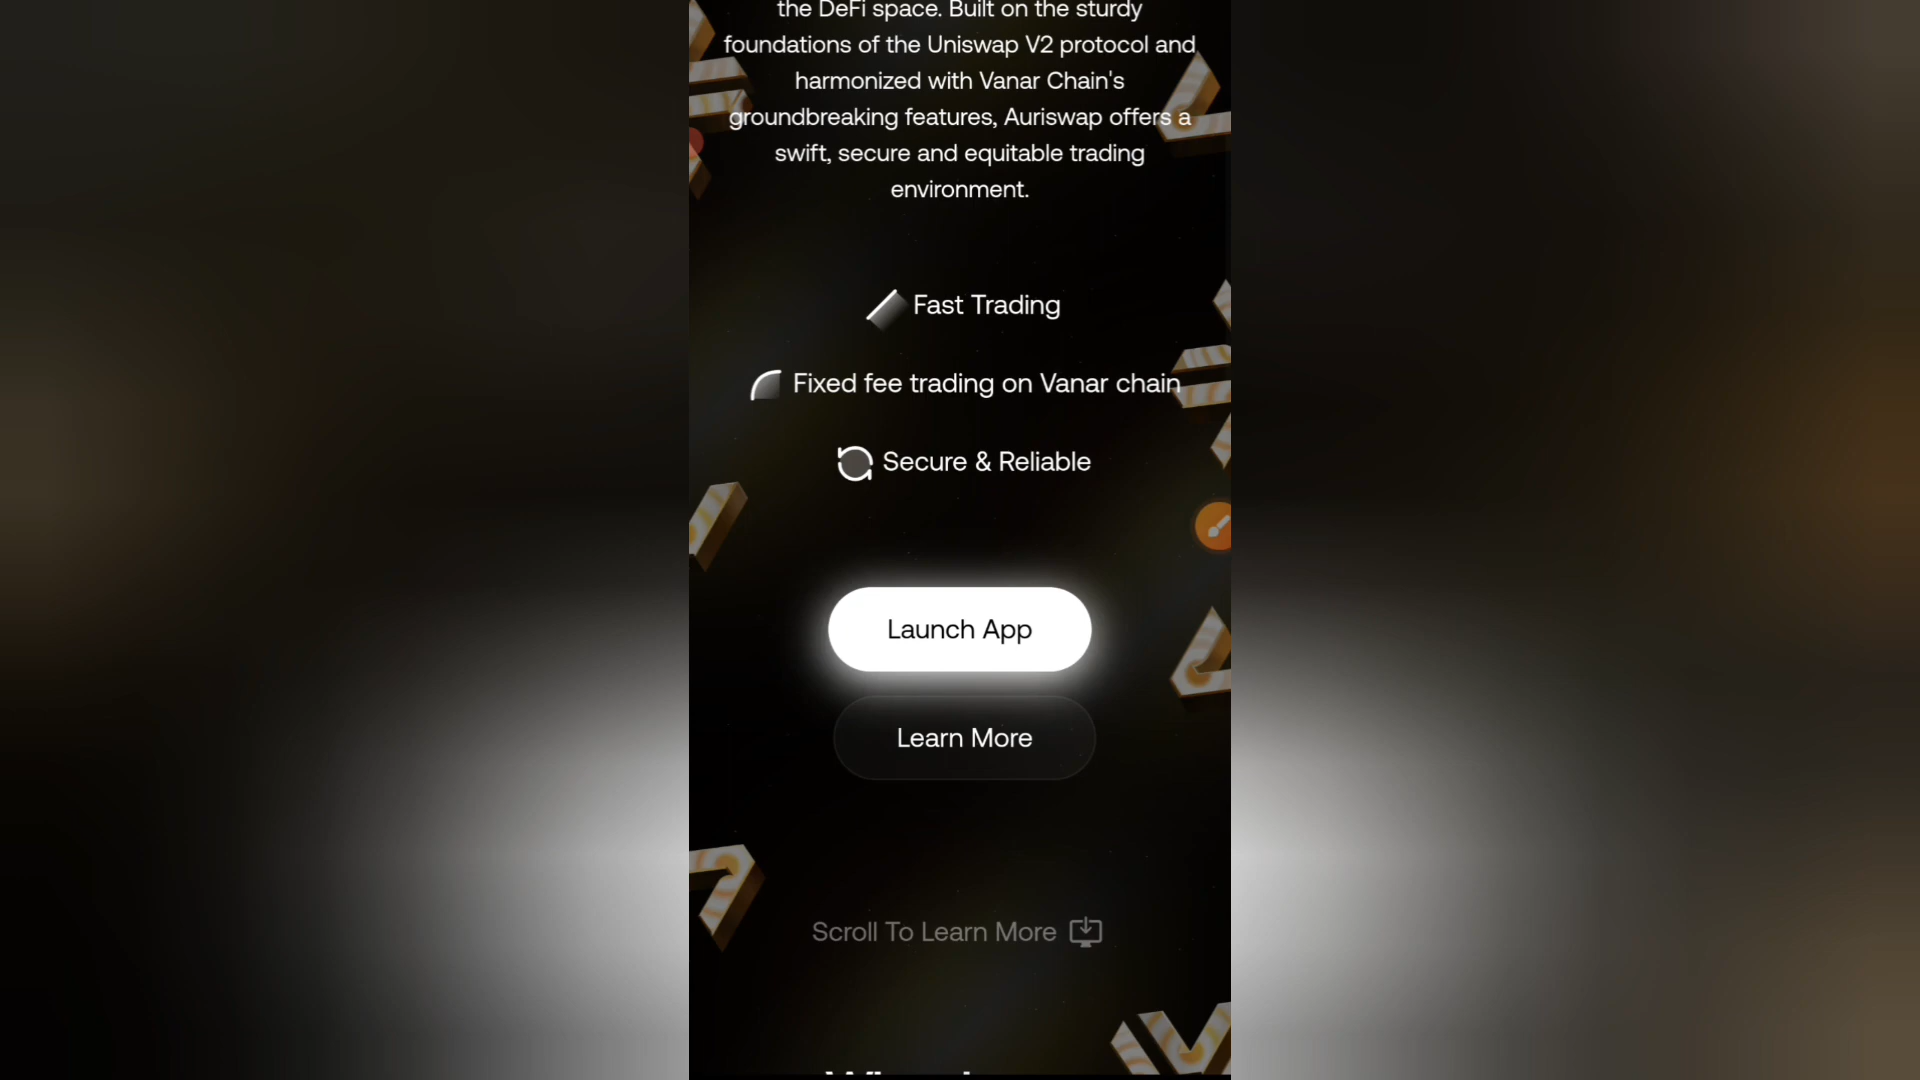 the DeFi space. Built on the sturdy
foundations of the Uniswap V2 protocol and
harmonized with Vanar Chain's
groundbreaking features, Auriswap offers a
swift, secure and equitable trading
environment.
Fast Trading
Fixed fee trading on Vanar chain
Secure & Reliable
Launch App
Learn More
Scroll To Learn More